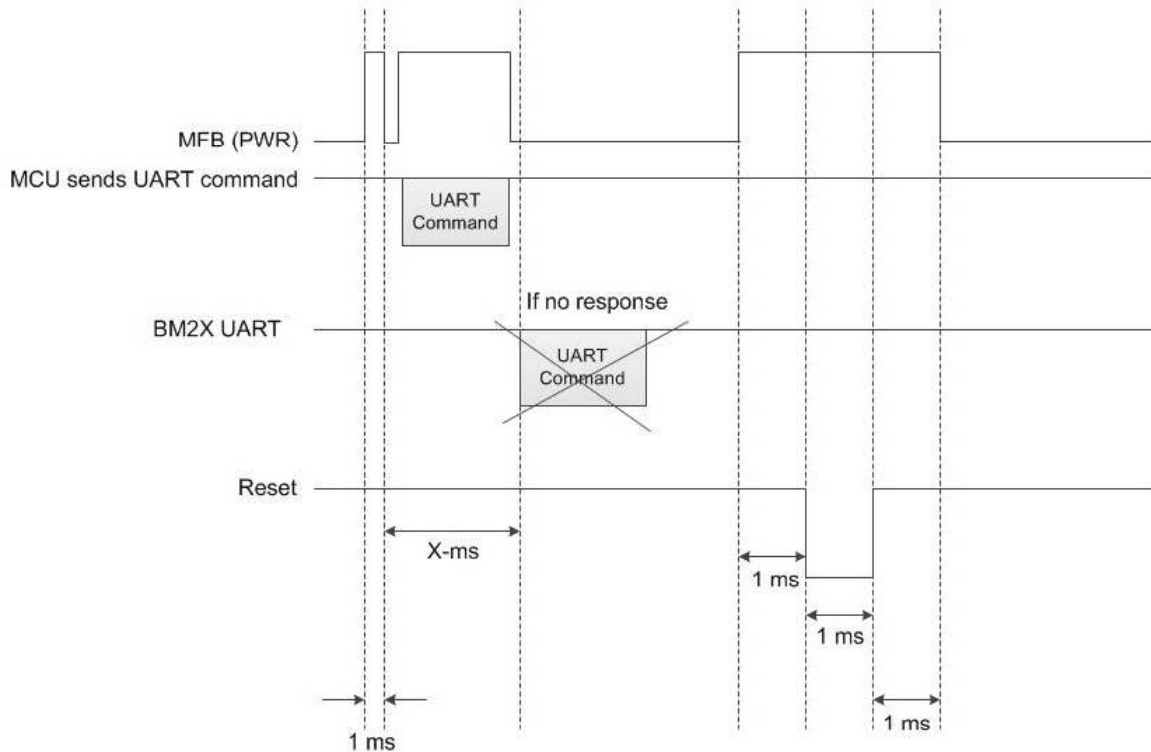 MFB (PWR)
MCU sends UART command
UART
Command
If no response
BM2X UART
UART
Command
Reset
X-ms
1 ms
1 ms
1 ms
1 ms